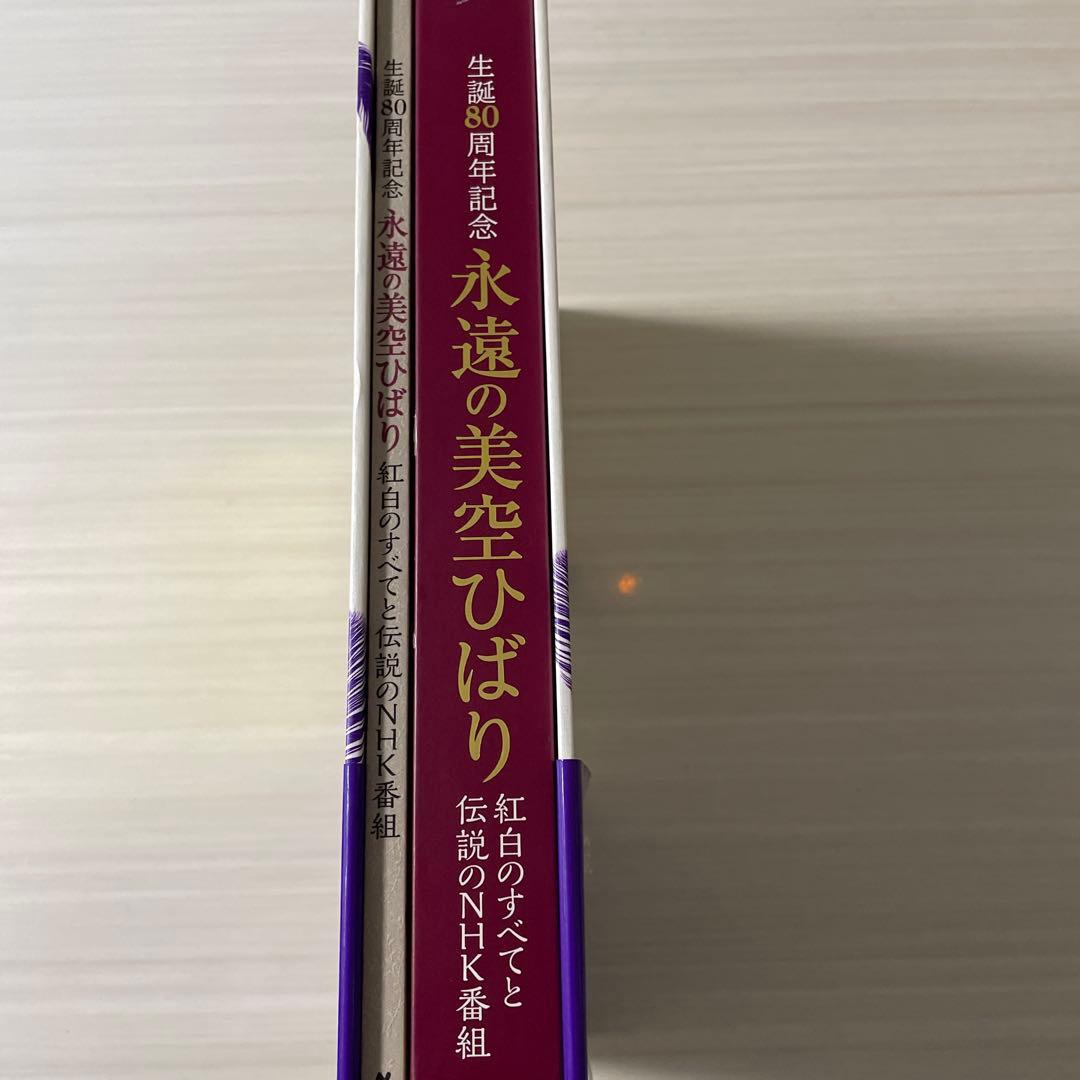 生誕80周年記念 永遠の美空ひばり 紅白のすべてと
伝説のNHK番組
生誕80周年記念 永遠の美空ひばり 紅白のすべてと伝説のNHK番組